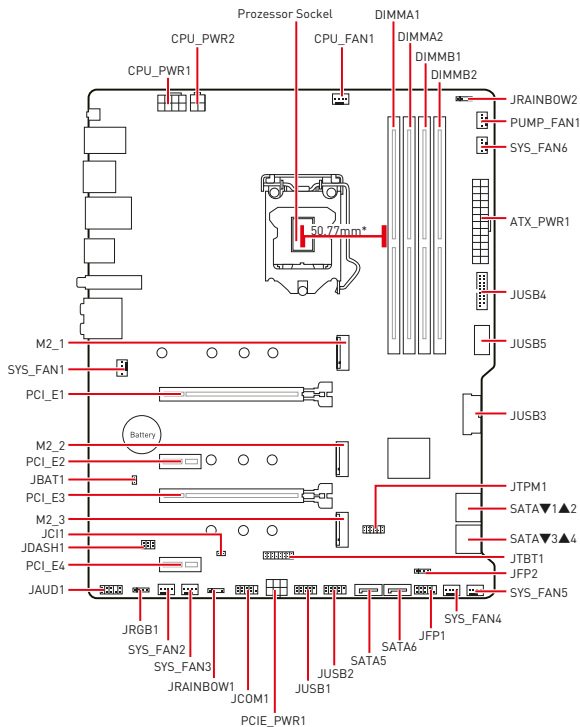 Prozessor Sockel
DIMMA1
CPU_PWR2
CPU_FAN1
DIMMA2
CPU_PWR1
DIMMB1
DIMMB2
JRAINBOW2
PUMP_FAN1
SYS_FAN6
50.77mm*
ATX_PWR1
JUSB4
M2_1
JUSB5
SYS_FAN1
PCI_E1
JUSB3
Battery
M2_2
PCI_E2
JBAT1
JTPM1
PCI_E3
SATA▼1▲2
M2_3
JCI1
SATA▼3▲4
JDASH1
JTBT1
PCI_E4
JFP2
JAUD1
SYS_FAN5
JRGB1
SYS_FAN4
SYS_FAN2
JFP1
SYS_FAN3
SATA6
JRAINBOW1
SATA5
JCOM1
JUSB2
JUSB1
PCIE_PWR1